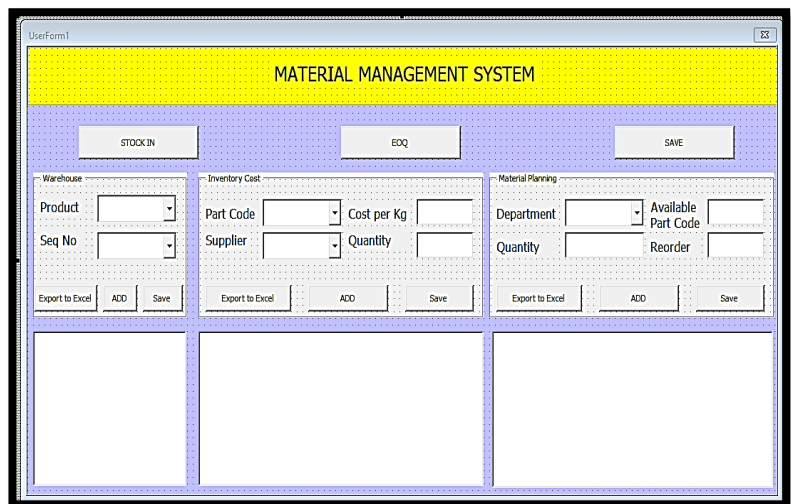 UserForm1
MATERIAL MANAGEMENT SYSTEM
STOCK IN
EOQ
SAVE
Warehouse
Product
Seq No
Export to Excel
ADD
Save
Inventory Cost
Part Code
Cost per Kg
Supplier
Quantity
Export to Excel
ADD
Save
Material Planning
Department
Available
Part Code
Quantity
Reorder
Export to Excel
ADD
Save